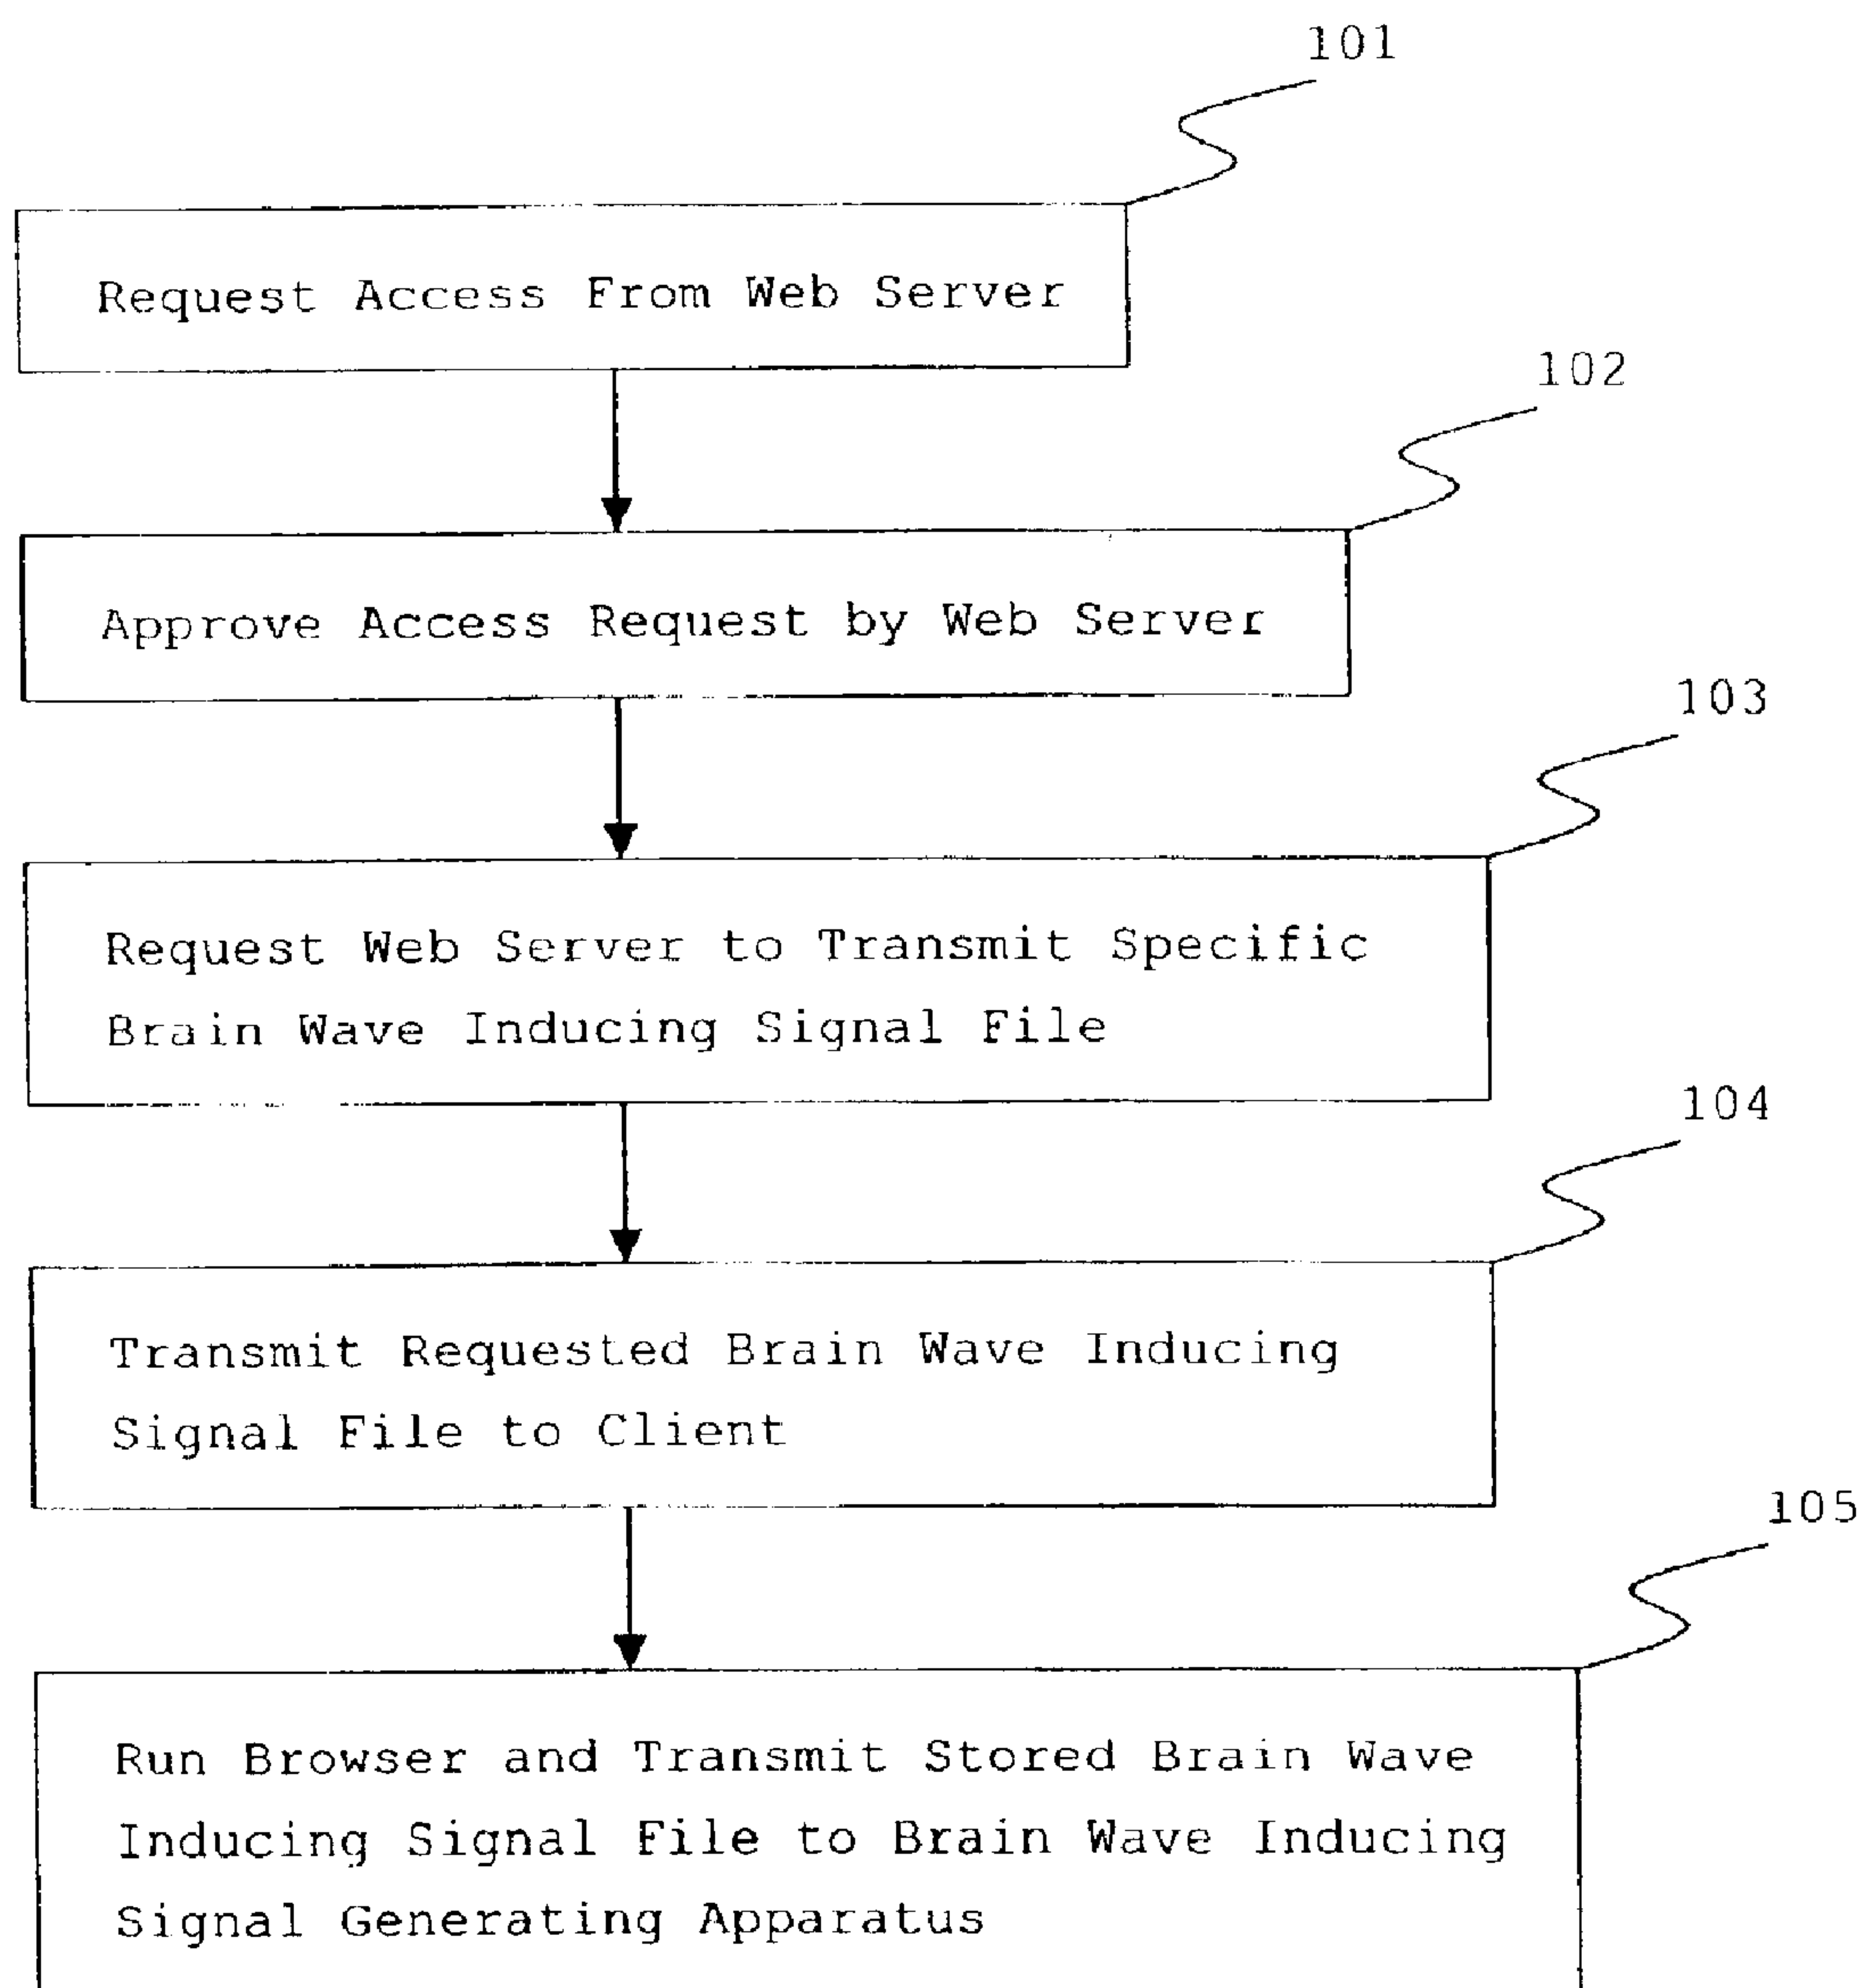 101
Request Access From Web Server
102
Approve Access Request by Web Server
103
Request Web Server to Transmit Specific
Brain Wave Inducing Signal File
104
Transmit Requested Brain Wave Inducing
Signal File to Client
105
Run Browser and Transmit Stored Brain Wave
Inducing Signal File to Brain Wave Inducing
Signal Generating Apparatus